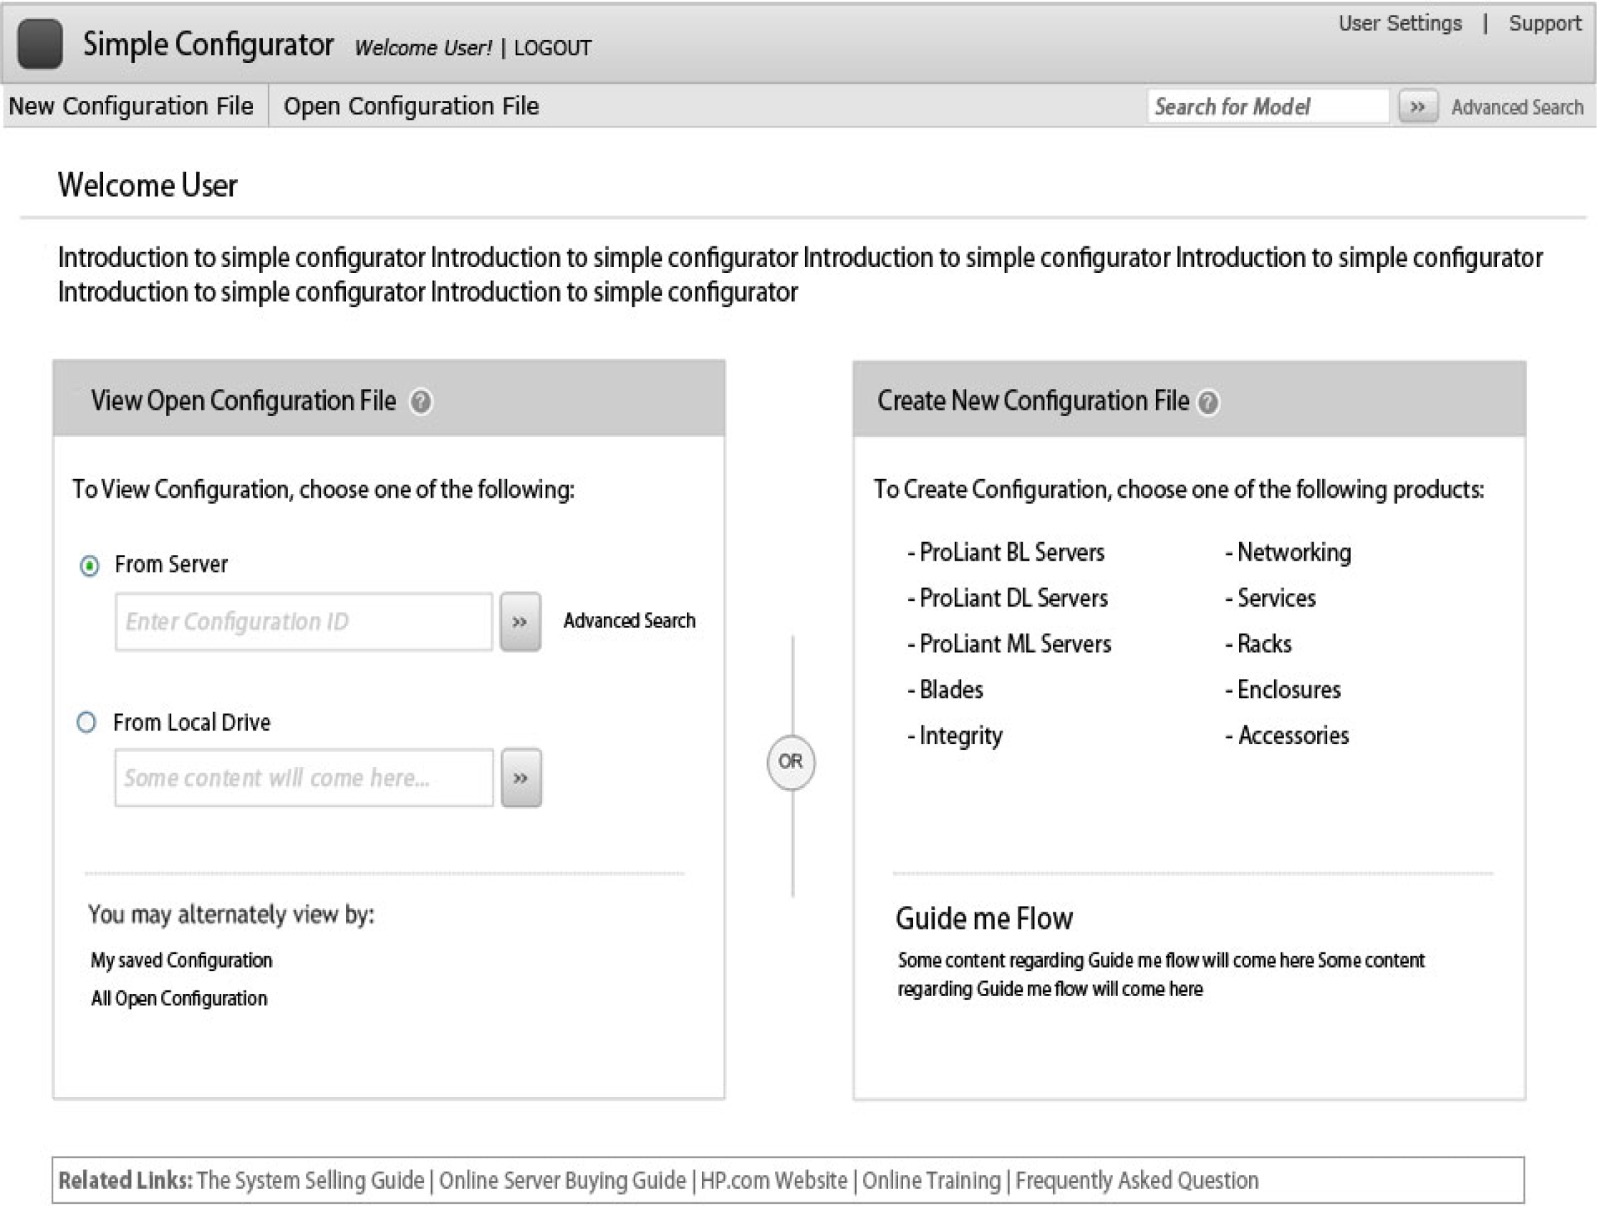 Simple Configurator Welcome User! | LOGOUT
User Settings | Support
New Configuration File Open Configuration File
Search for Model >> Advanced Search
Welcome User
Introduction to simple configurator Introduction to simple configurator Introduction to simple configurator Introduction to simple configurator
Introduction to simple configurator Introduction to simple configurator
View Open Configuration File ?
To View Configuration, choose one of the following:
From Server
Enter Configuration ID >> Advanced Search
From Local Drive
Some content will come here... >>
You may alternately view by:
My saved Configuration
All Open Configuration
OR
Create New Configuration File ?
To Create Configuration, choose one of the following products:
- ProLiant BL Servers
- ProLiant DL Servers
- ProLiant ML Servers
- Blades
- Integrity
- Networking
- Services
- Racks
- Enclosures
- Accessories
Guide me Flow
Some content regarding Guide me flow will come here Some content
regarding Guide me flow will come here
Related Links: The System Selling Guide | Online Server Buying Guide | HP.com Website | Online Training | Frequently Asked Question